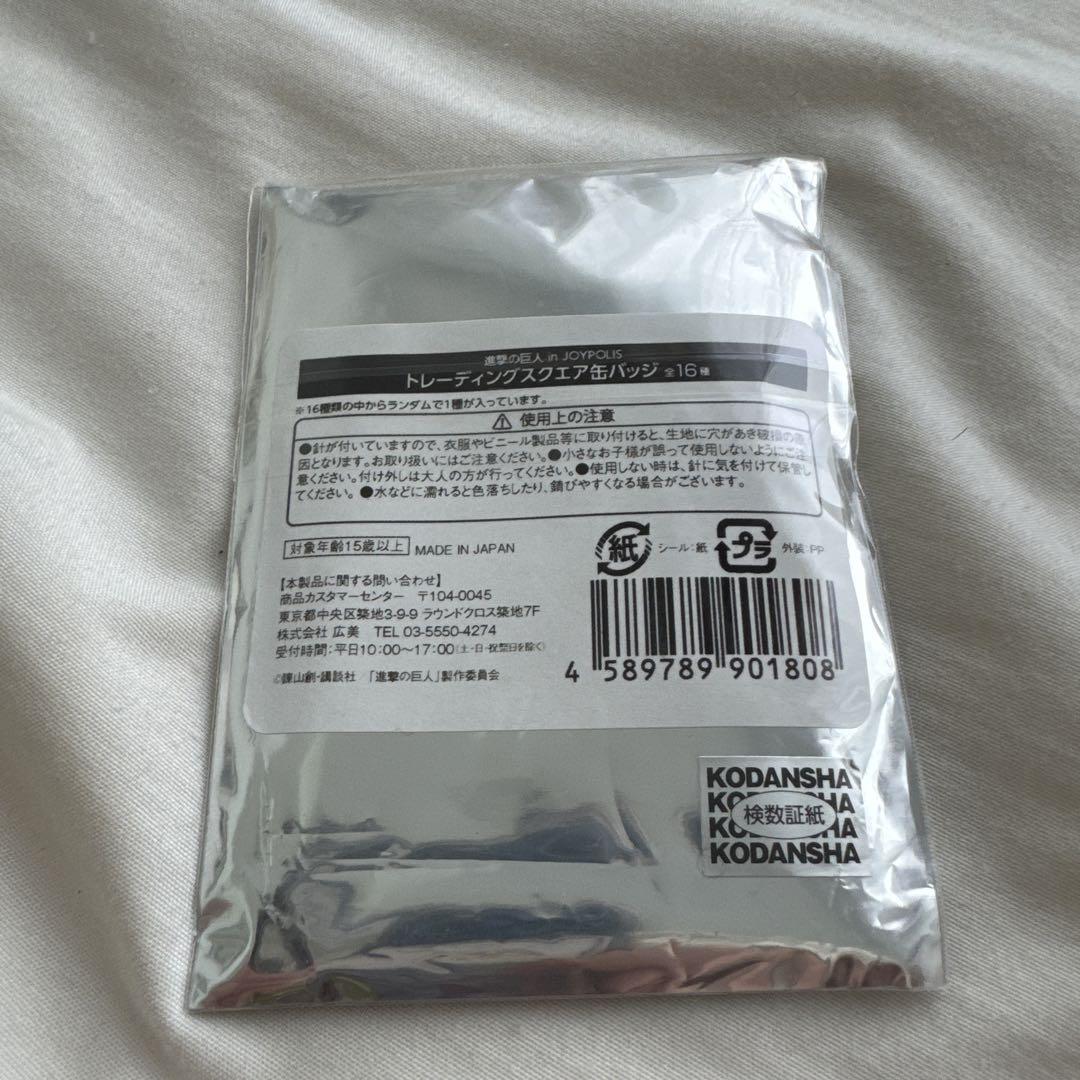 進撃の巨人 in JOYPOLIS
トレーディングスクエア缶バッジ 全16種
※16種類の中からランダムで1種が入っています。
⚠ 使用上の注意
●針が付いていますので、衣服やビニール製品等に取り付けると、生地に穴があき破損の原
因となります。お取り扱いにはご注意ください。●小さなお子様が誤って使用しないようにご注
意ください。付け外しは大人の方が行ってください。●使用しない時は、針に気を付けて保管し
てください。 ●水などに濡れると色落ちしたり、錆びやすくなる場合がございます。
対象年齢15歳以上 MADE IN JAPAN
紙 シール:紙 プラ 外装:PP
【本製品に関する問い合わせ】
商品カスタマーセンター 〒104-0045
東京都中央区築地3-9-9 ラウンドクロス築地7F
株式会社 広美 TEL 03-5550-4274
受付時間:平日10:00〜17:00(土・日・祝祭日を除く)
©諫山創・講談社/「進撃の巨人」製作委員会
4 589789 901808
KODANSHA
KODANSHA
検数証紙
KODANSHA
KODANSHA